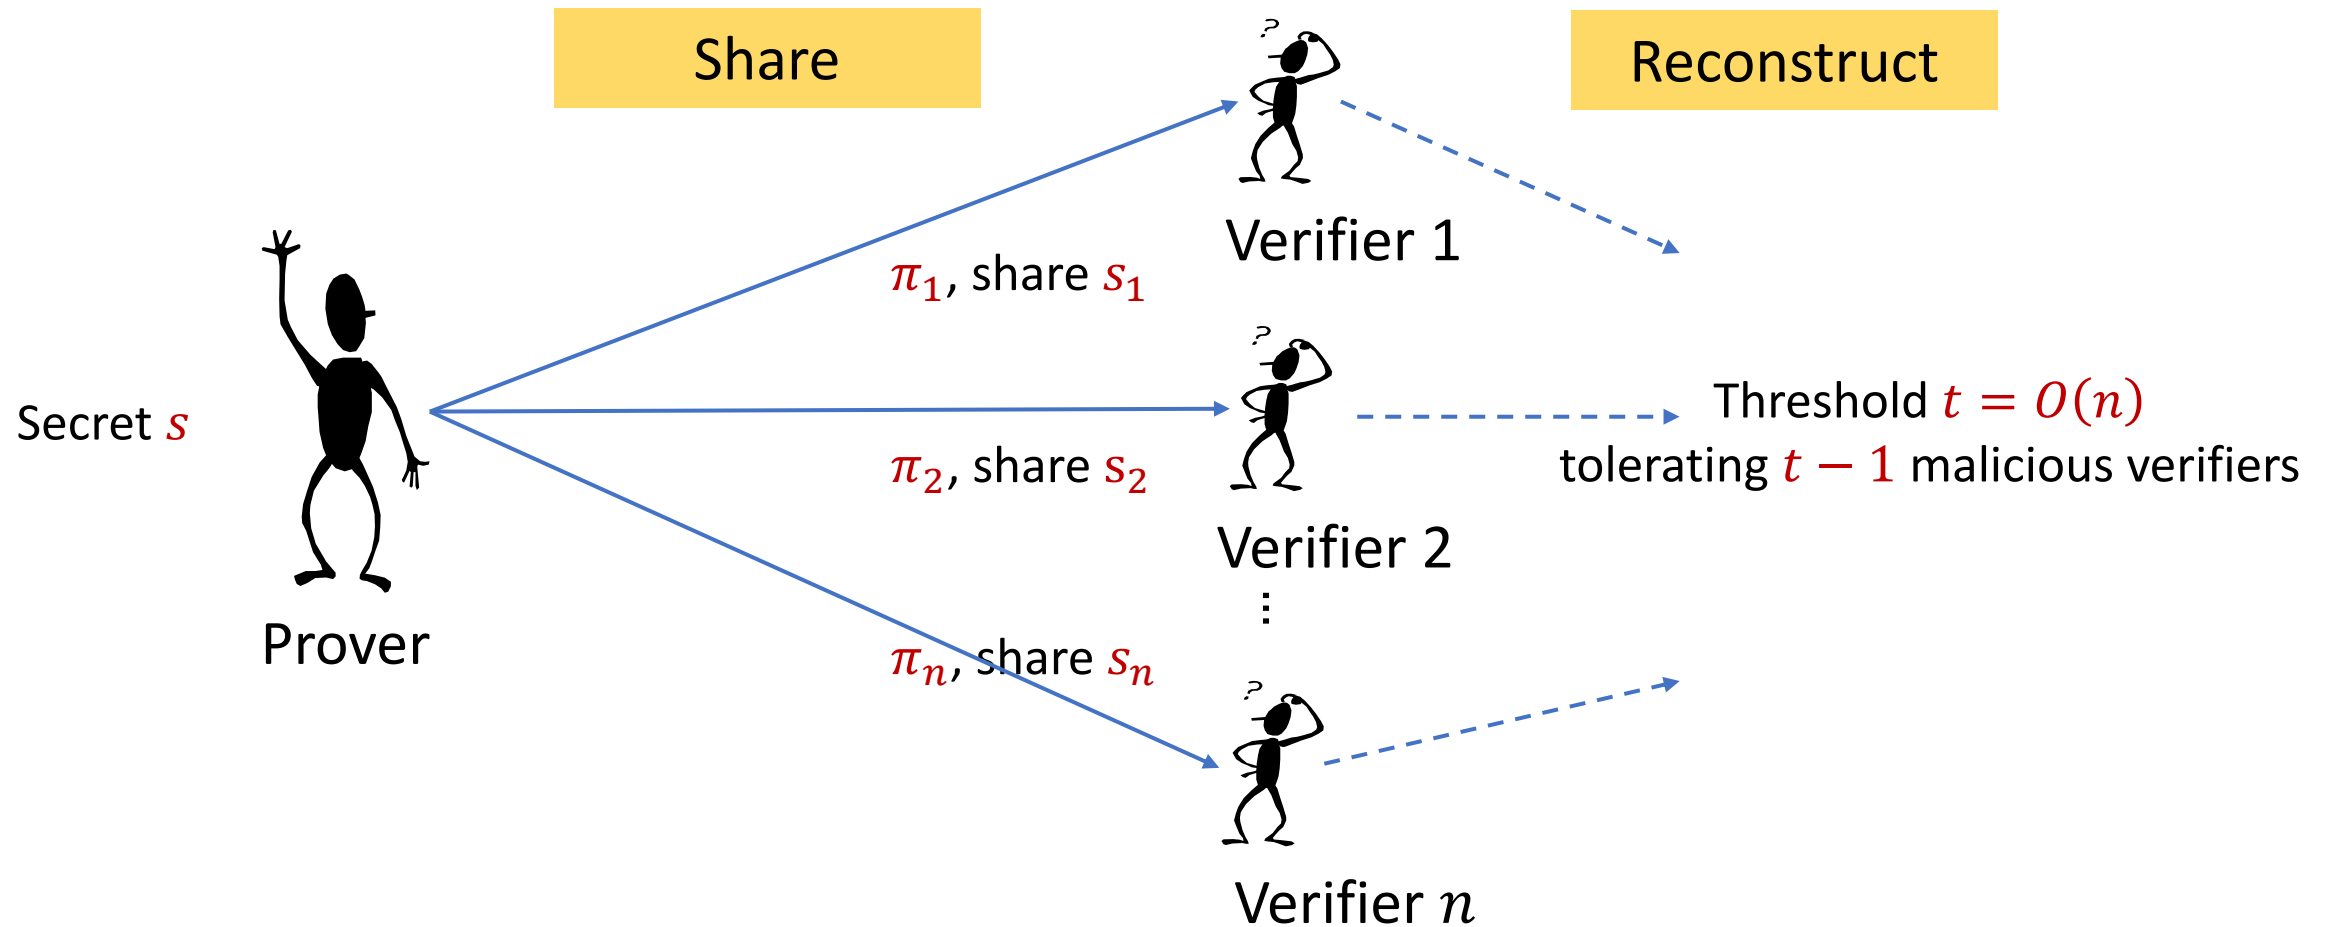 Share
Reconstruct
?
Verifier 1
π₁, share s₁
?
Secret s
Threshold t = O(n)
tolerating t − 1 malicious verifiers
π₂, share s₂
Verifier 2
⋮
Prover
πₙ, share sₙ
?
Verifier n